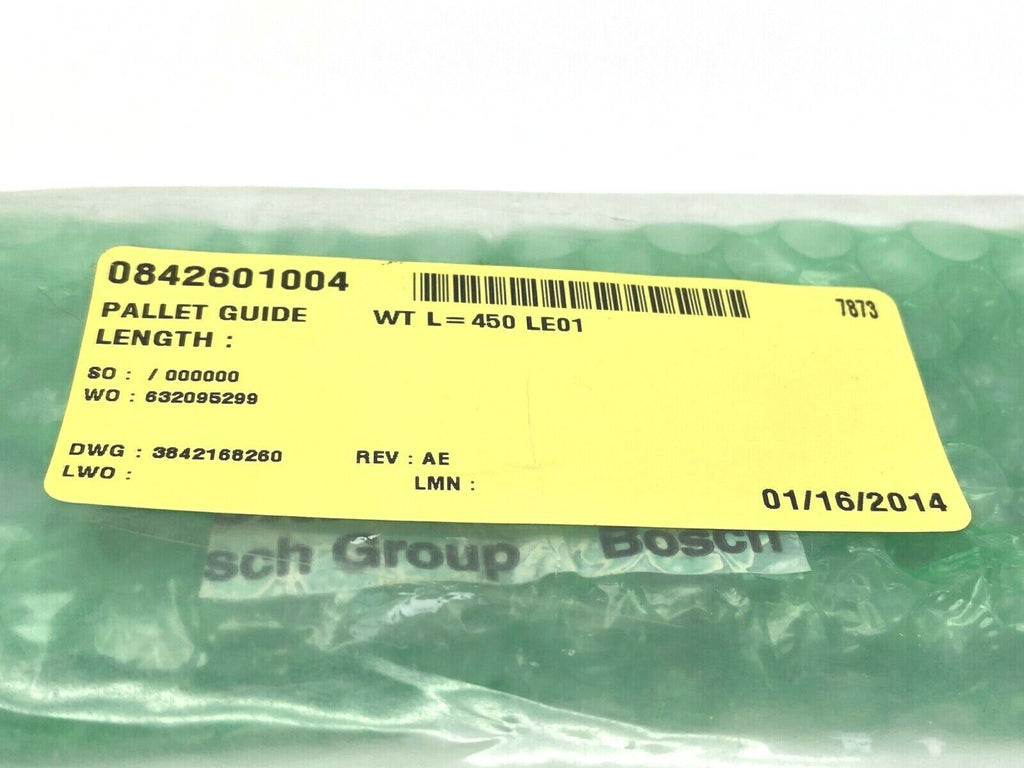 0842601004
7873
PALLET GUIDE WT L=450 LE01
LENGTH :
SO : / 000000
WO : 632095299
DWG : 3842168260 REV : AE
LWO : LMN :
01/16/2014
sch Group Bosch